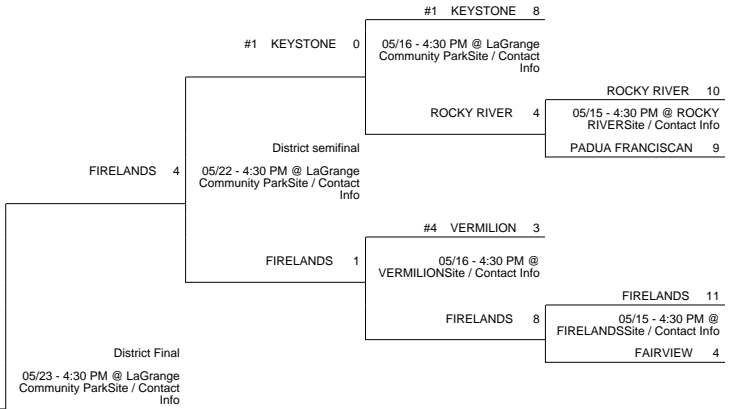 #1 KEYSTONE 8
#1 KEYSTONE 0
05/16 - 4:30 PM @ LaGrange
Community ParkSite / Contact
Info
ROCKY RIVER 10
ROCKY RIVER 4
05/15 - 4:30 PM @ ROCKY
RIVERSite / Contact Info
PADUA FRANCISCAN 9
District semifinal
FIRELANDS 4
05/22 - 4:30 PM @ LaGrange
Community ParkSite / Contact
Info
#4 VERMILION 3
FIRELANDS 1
05/16 - 4:30 PM @
VERMILIONSite / Contact Info
FIRELANDS 11
FIRELANDS 8
05/15 - 4:30 PM @
FIRELANDSSite / Contact Info
FAIRVIEW 4
District Final
05/23 - 4:30 PM @ LaGrange
Community ParkSite / Contact
Info